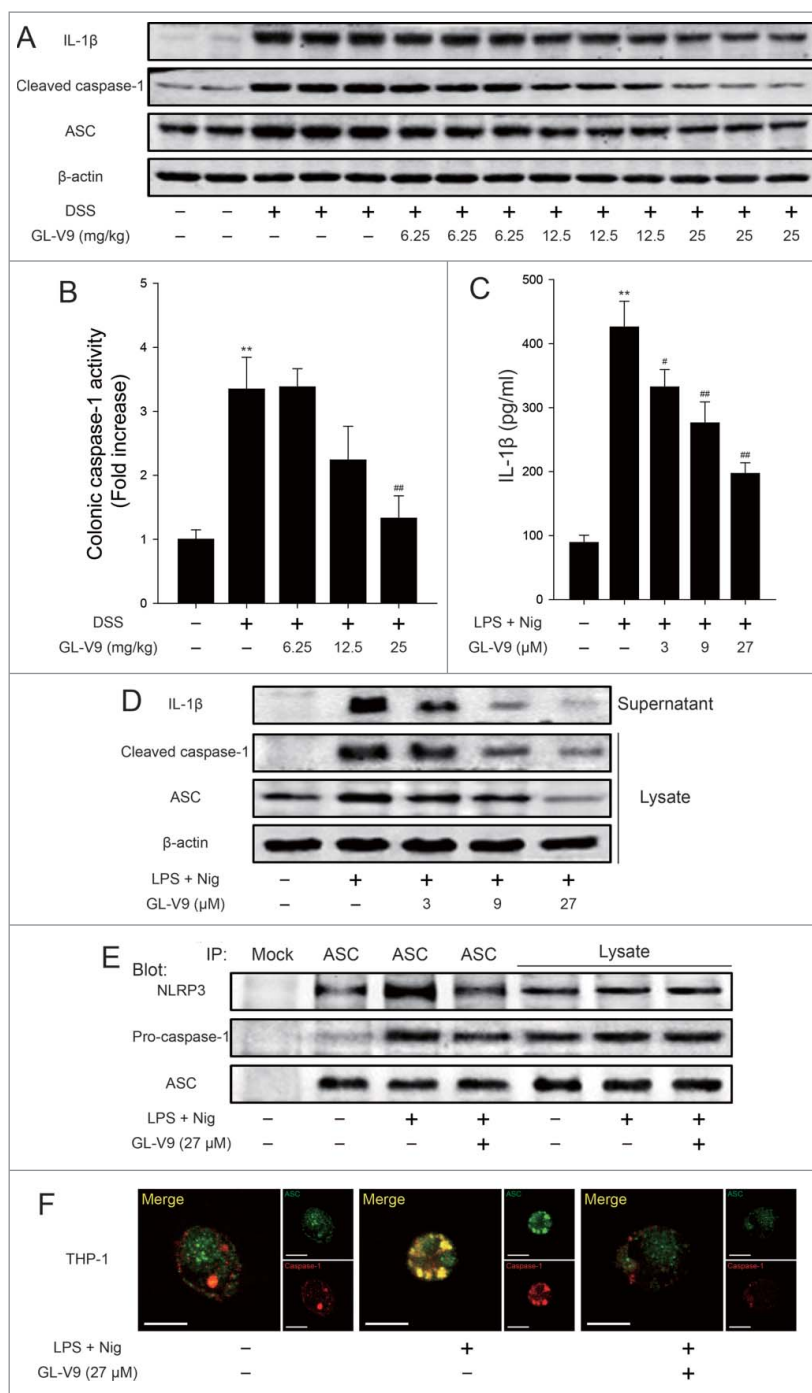 A
IL-1β
Cleaved caspase-1
ASC
β-actin
DSS – – + + + + + + + + + + + +
GL-V9 (mg/kg) – – – – – 6.25 6.25 6.25 12.5 12.5 12.5 25 25 25
B
Colonic caspase-1 activity
(Fold increase)
5
4
3
2
1
0
**
##
DSS – + + + +
GL-V9 (mg/kg) – – 6.25 12.5 25
C
IL-1β (pg/ml)
500
400
300
200
100
0
**
#
##
##
LPS + Nig – + + + +
GL-V9 (μM) – – 3 9 27
D
IL-1β Supernatant
Cleaved caspase-1
ASC
Lysate
β-actin
LPS + Nig – + + + +
GL-V9 (μM) – – 3 9 27
E
IP: Mock ASC ASC ASC Lysate
Blot:
NLRP3
Pro-caspase-1
ASC
LPS + Nig – – + + – + +
GL-V9 (27 μM) – – – + – – +
F
Merge ASC Merge ASC Merge ASC
THP-1
Caspase-1 Caspase-1 Caspase-1
LPS + Nig – + +
GL-V9 (27 μM) – – +